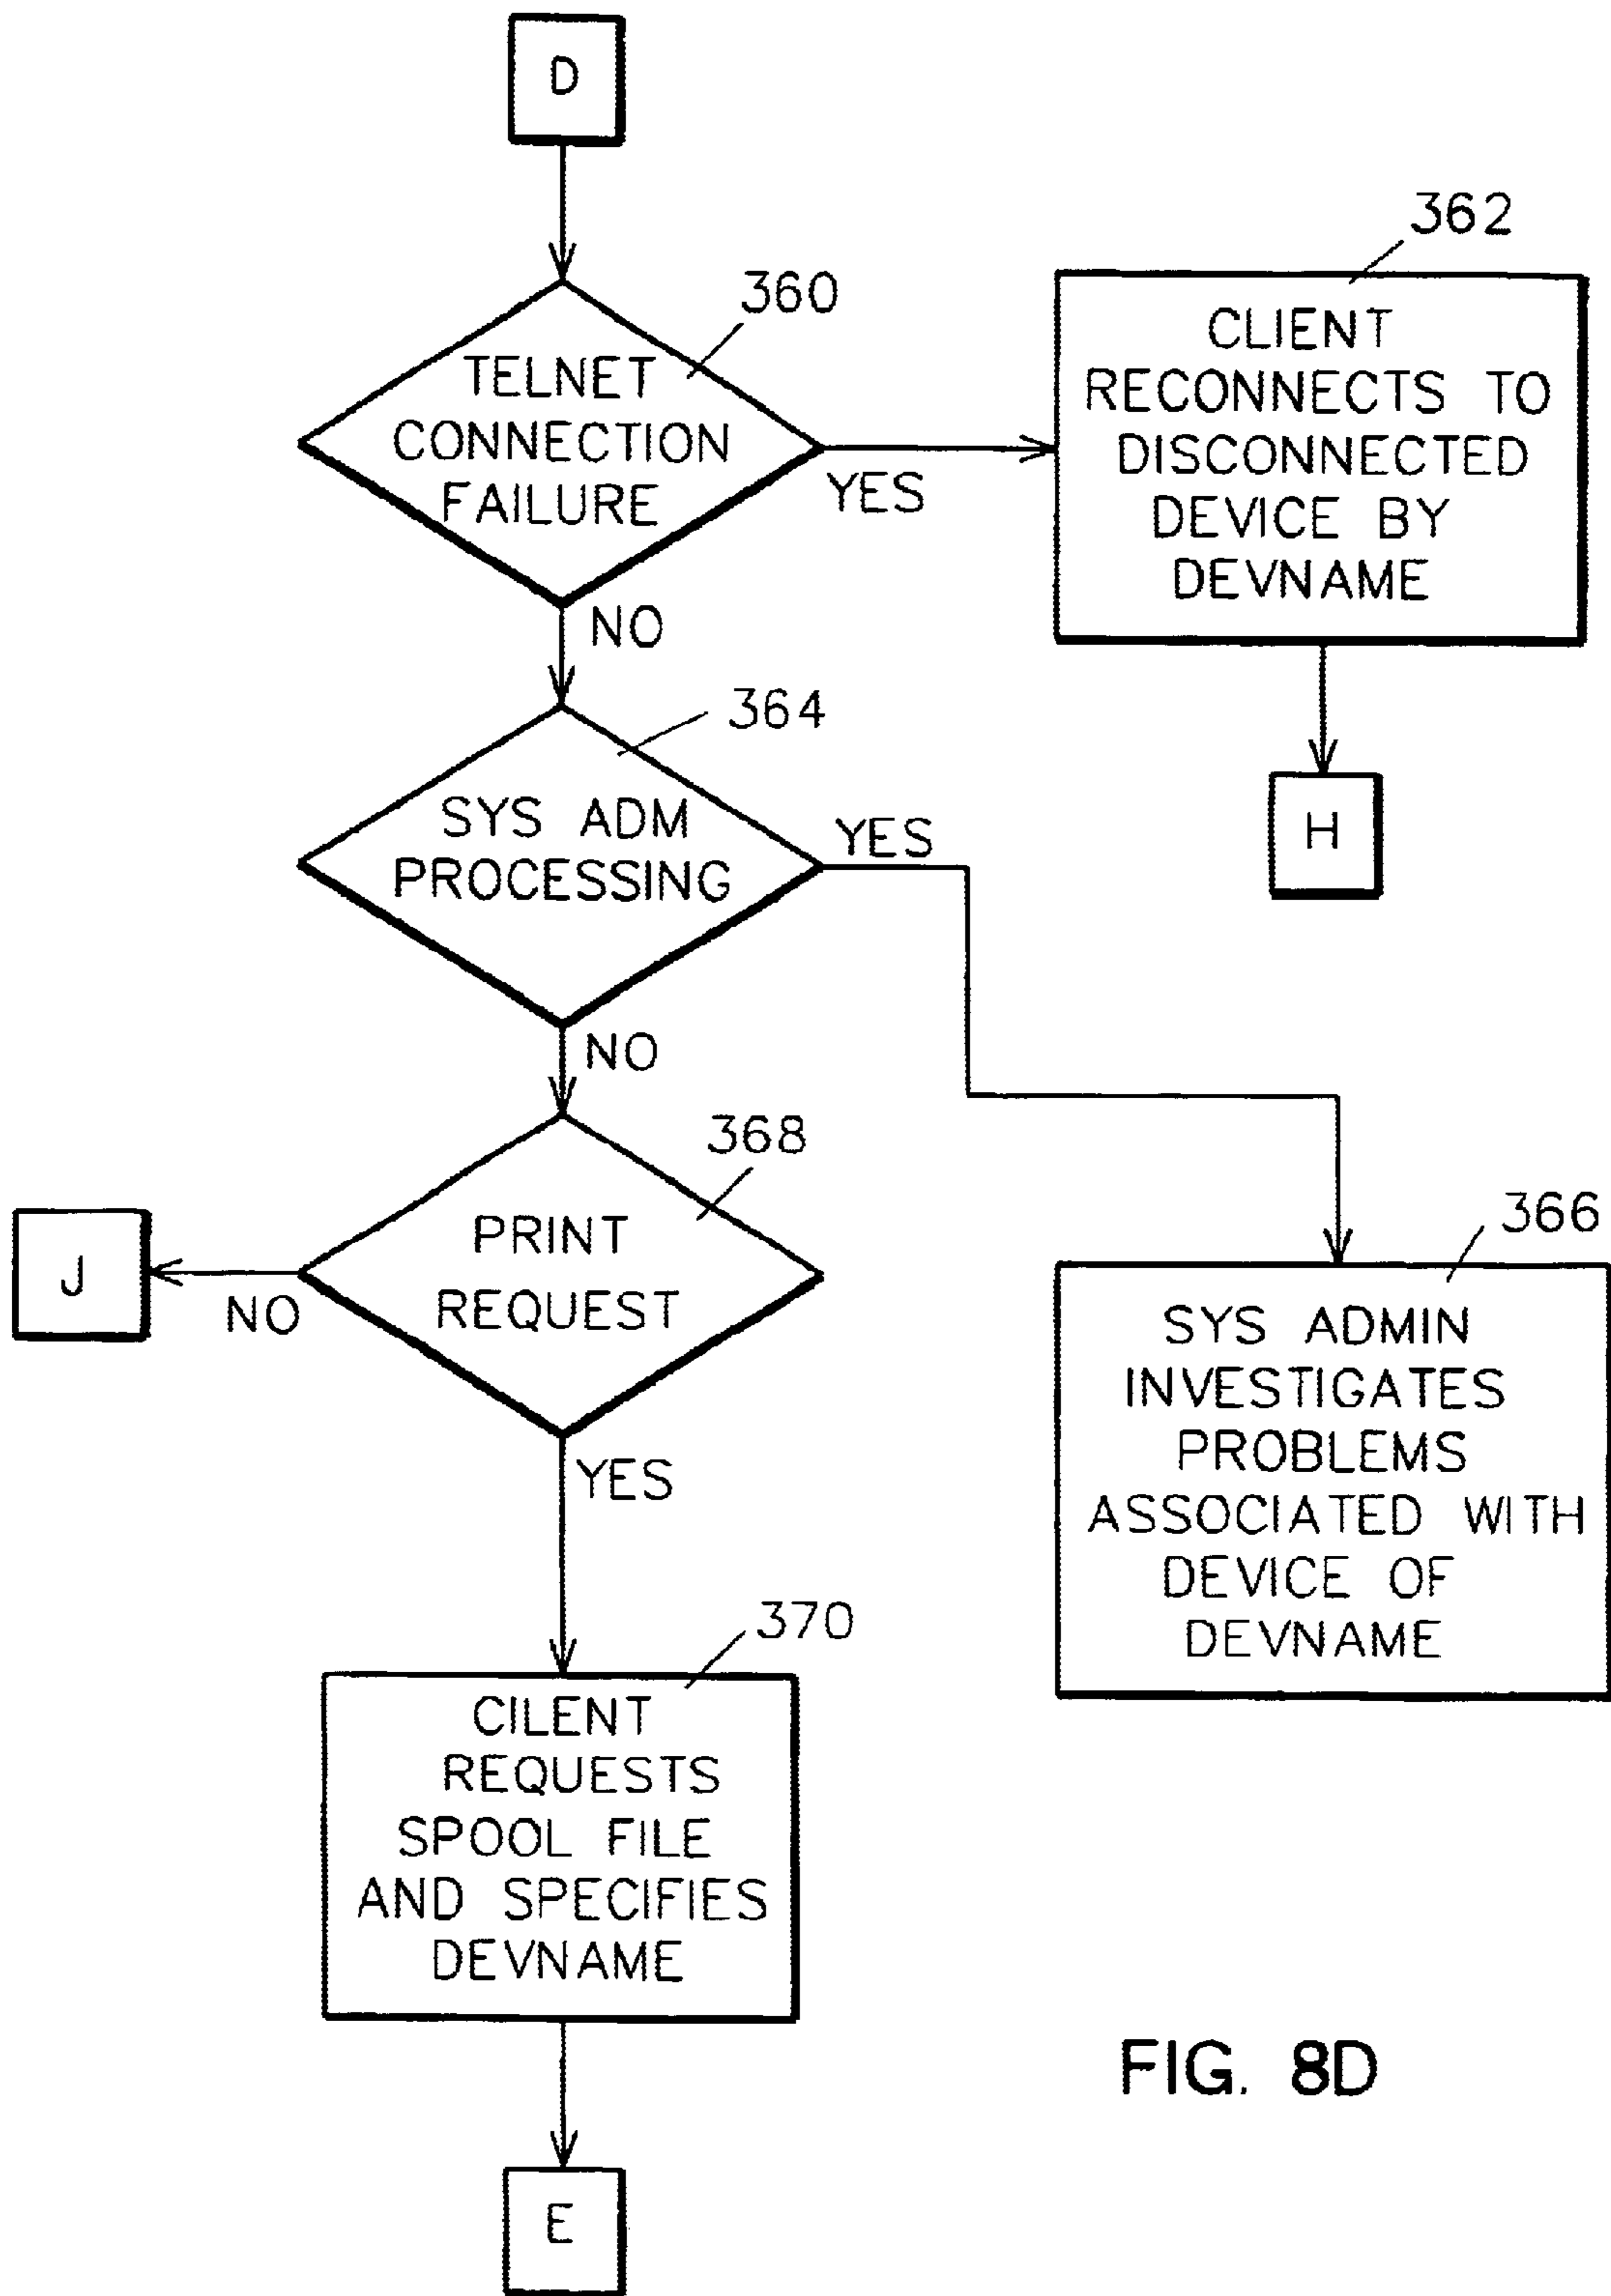 D
360
TELNET
CONNECTION
FAILURE
YES
NO
362
CLIENT
RECONNECTS TO
DISCONNECTED
DEVICE BY
DEVNAME
H
364
SYS ADM
PROCESSING
YES
NO
366
SYS ADMIN
INVESTIGATES
PROBLEMS
ASSOCIATED WITH
DEVICE OF
DEVNAME
368
PRINT
REQUEST
NO
J
YES
370
CILENT
REQUESTS
SPOOL FILE
AND SPECIFIES
DEVNAME
E
FIG. 8D